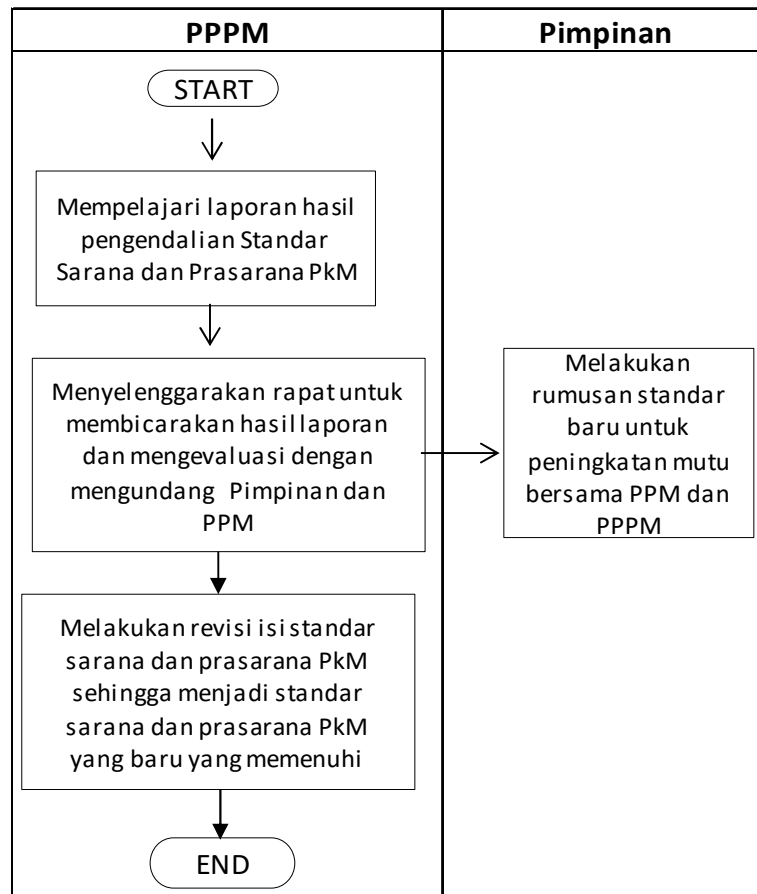 PPPM
Pimpinan
START
Mempelajari laporan hasil
pengendalian Standar
Sarana dan Prasarana PkM
Menyelenggarakan rapat untuk
membicarakan hasil laporan
dan mengevaluasi dengan
mengundang Pimpinan dan
PPM
Melakukan
rumusan standar
baru untuk
peningkatan mutu
bersama PPM dan
PPPM
Melakukan revisi isi standar
sarana dan prasarana PkM
sehingga menjadi standar
sarana dan prasarana PkM
yang baru yang memenuhi
END